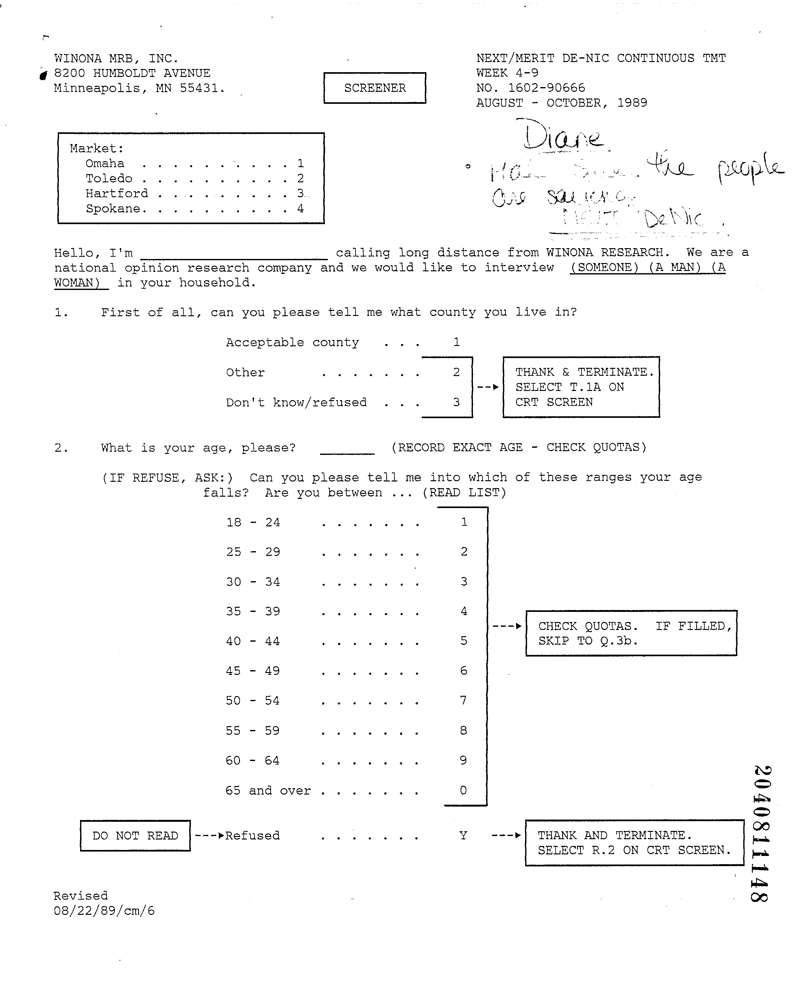 WINONA MRB, INC.
8200 HUMBOLDT AVENUE
Minneapolis, MN 55431.
SCREENER
NEXT/MERIT DE-NIC CONTINUOUS TMT
WEEK 4-9
NO. 1602-90666
AUGUST - OCTOBER, 1989
Diane
the people
are
DeNic.
Market:
Omaha . . . . . . . . . . 1
Toledo . . . . . . . . . . 2
Hartford . . . . . . . . . 3
Spokane. . . . . . . . . . 4
Hello, I'm ____________________ calling long distance from WINONA RESEARCH. We are a
national opinion research company and we would like to interview (SOMEONE) (A MAN) (A
WOMAN) in your household.
1. First of all, can you please tell me what county you live in?
Acceptable county . . . 1
Other . . . . . . . 2
Don't know/refused . . . 3
--->
THANK & TERMINATE.
SELECT T.1A ON
CRT SCREEN
2. What is your age, please? _______ (RECORD EXACT AGE - CHECK QUOTAS)
(IF REFUSE, ASK:) Can you please tell me into which of these ranges your age
falls? Are you between ... (READ LIST)
18 - 24 . . . . . . . 1
25 - 29 . . . . . . . 2
30 - 34 . . . . . . . 3
35 - 39 . . . . . . . 4
40 - 44 . . . . . . . 5
45 - 49 . . . . . . . 6
50 - 54 . . . . . . . 7
55 - 59 . . . . . . . 8
60 - 64 . . . . . . . 9
65 and over . . . . . . . 0
---> CHECK QUOTAS. IF FILLED,
SKIP TO Q.3b.
DO NOT READ --->Refused . . . . . . . Y ---> THANK AND TERMINATE.
SELECT R.2 ON CRT SCREEN.
2040811148
Revised
08/22/89/cm/6